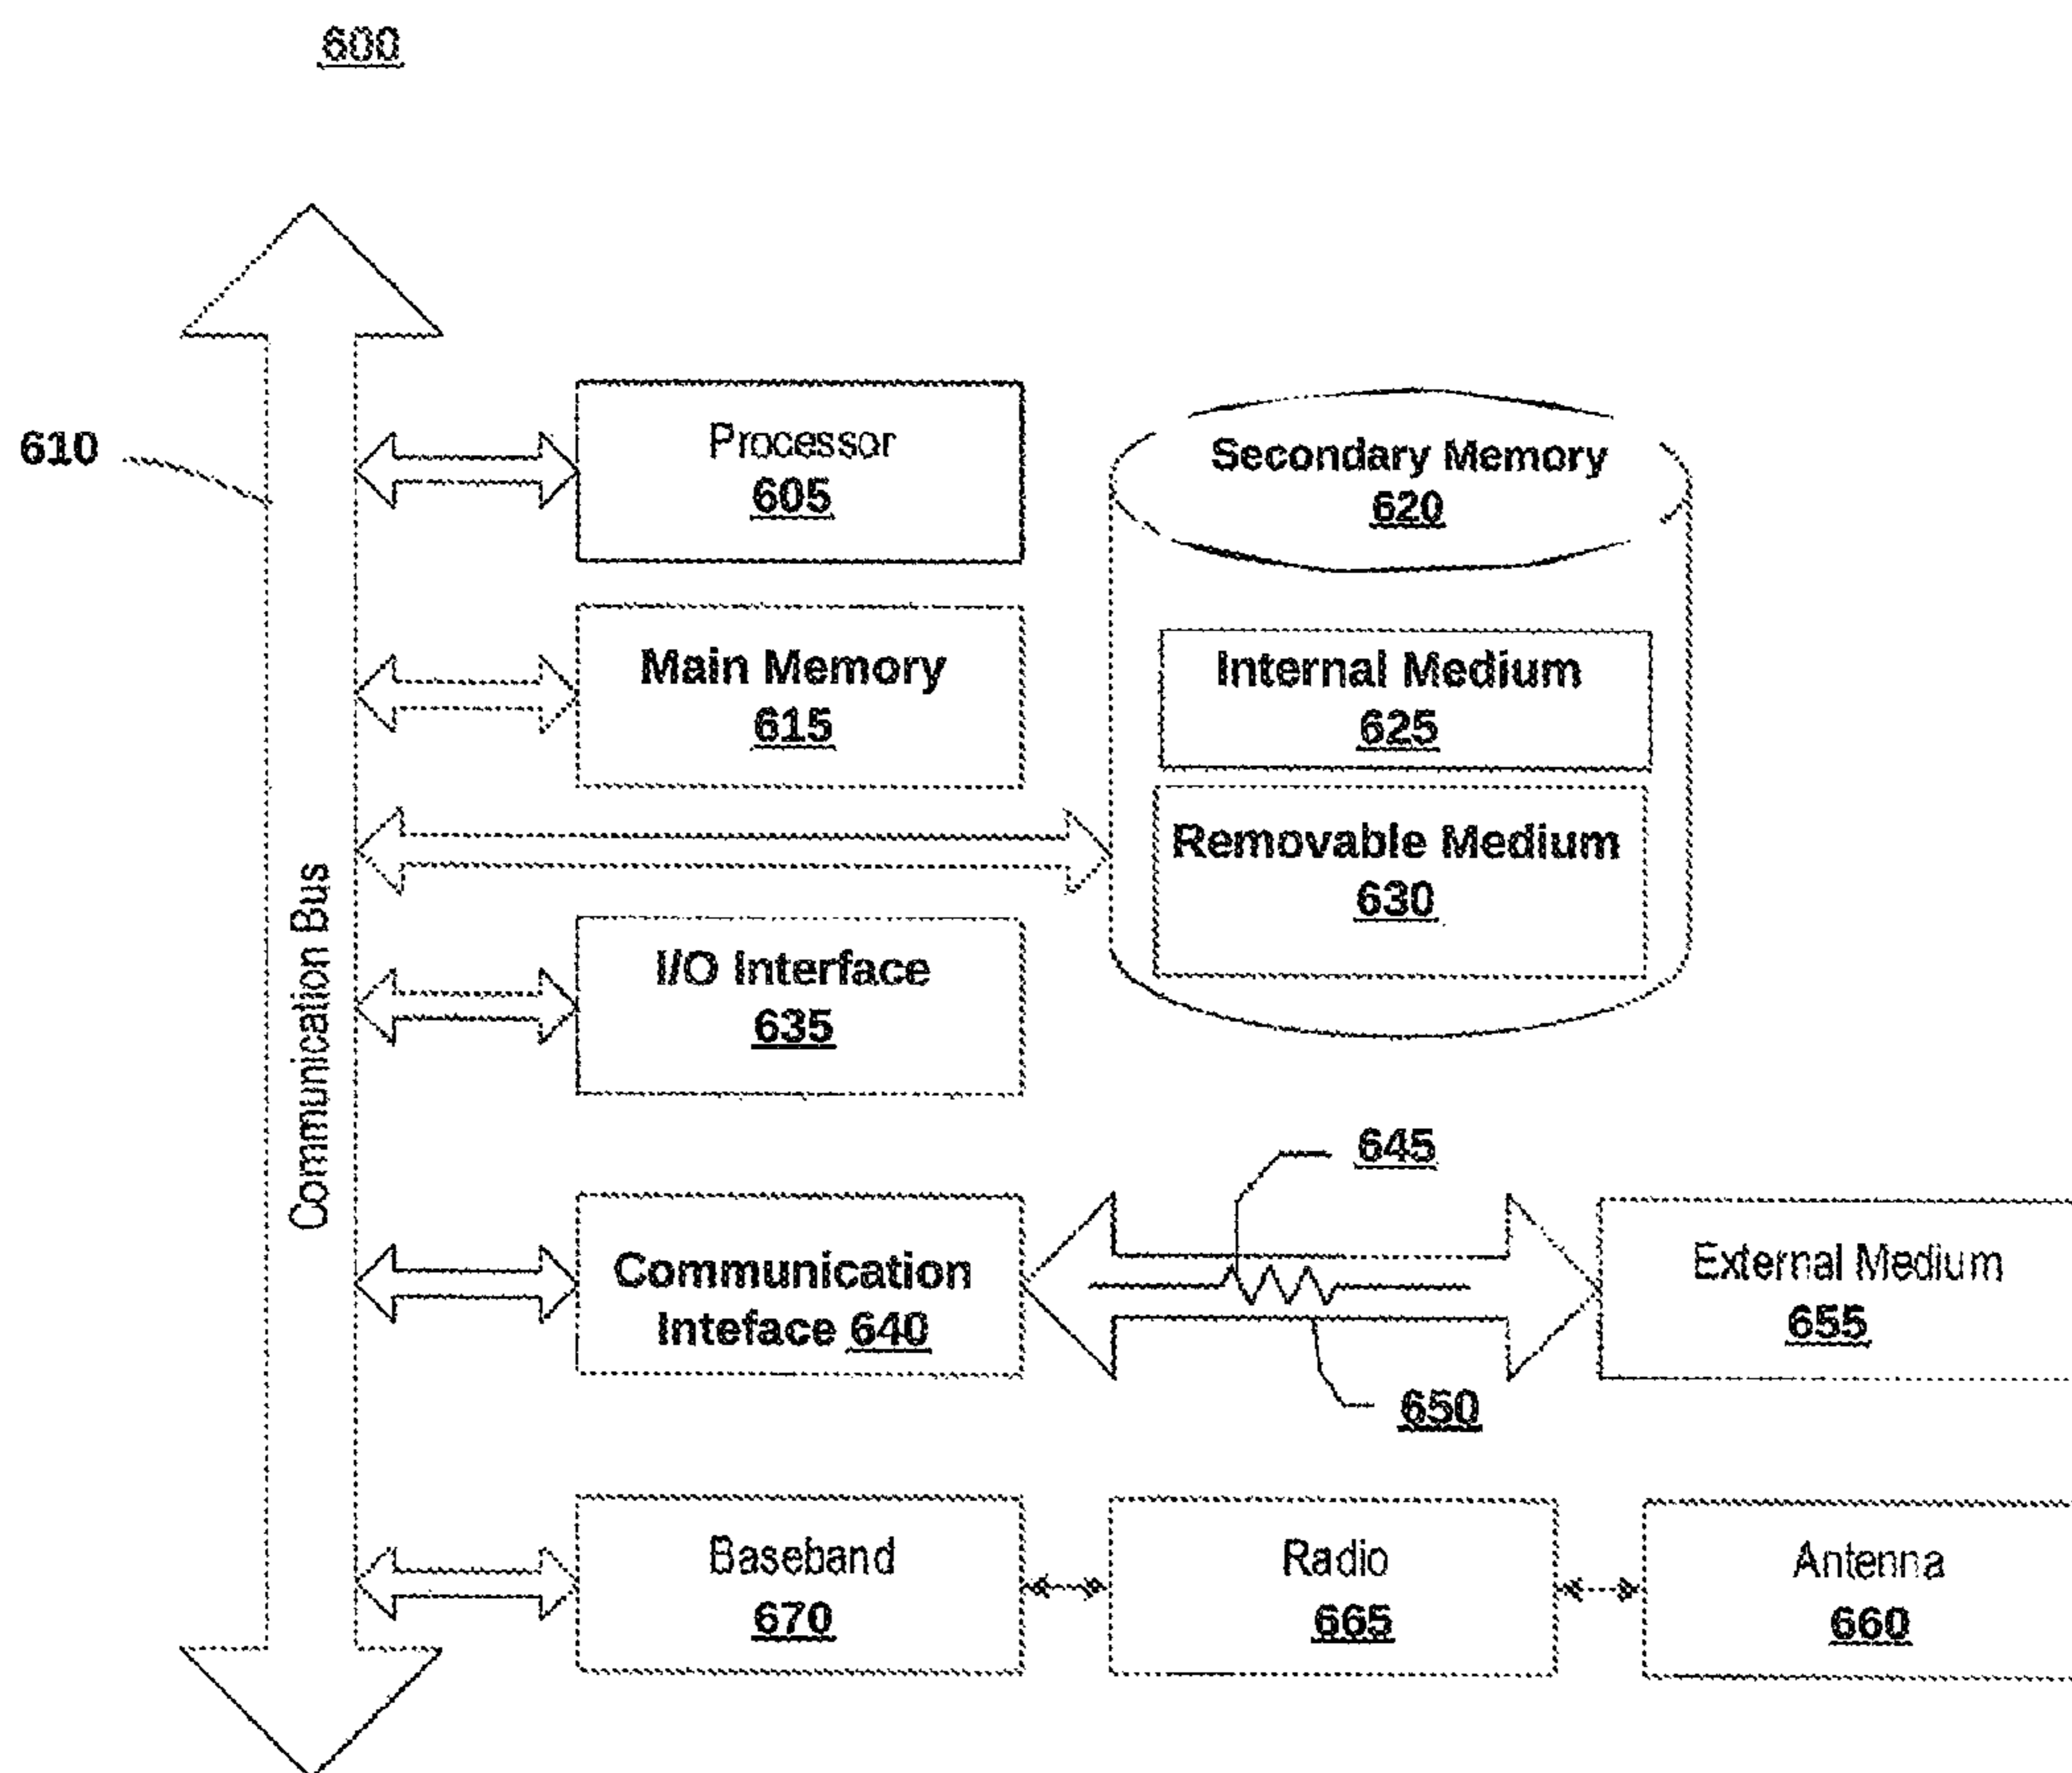 600
610
Communication Bus
Processor
605
Secondary Memory
620
Main Memory
615
Internal Medium
625
Removable Medium
630
I/O Interface
635
645
Communication
Inteface 640
External Medium
655
650
Baseband
670
Radio
665
Antenna
660